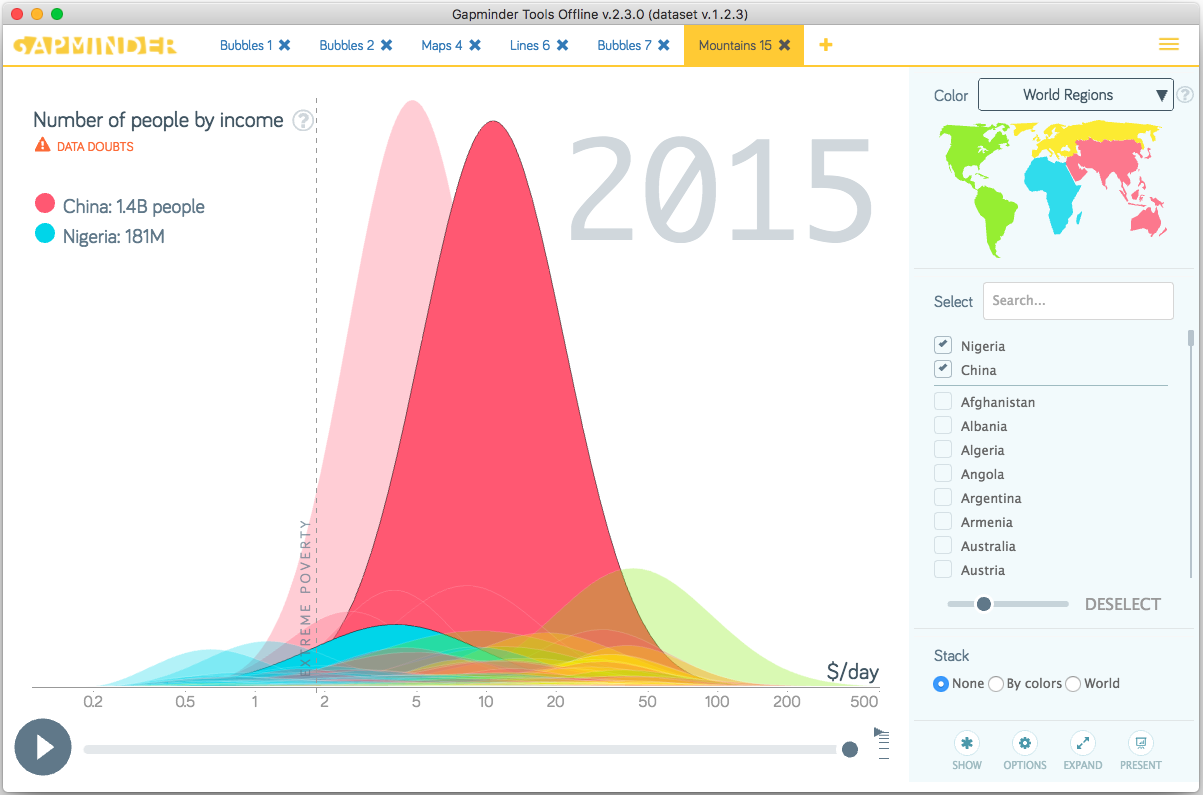 Gapminder Tools Offline v.2.3.0 (dataset v.1.2.3)
GAPMINDER
Bubbles 1 ✖ Bubbles 2 ✖ Maps 4 ✖ Lines 6 ✖ Bubbles 7 ✖ Mountains 15 ✖ +
Number of people by income ?
DATA DOUBTS
China: 1.4B people
Nigeria: 181M
2015
EXTREME POVERTY
$/day
0.2 0.5 1 2 5 10 20 50 100 200 500
Color World Regions ▼ ?
Select Search...
Nigeria
China
Afghanistan
Albania
Algeria
Angola
Argentina
Armenia
Australia
Austria
DESELECT
Stack
None By colors World
SHOW OPTIONS EXPAND PRESENT